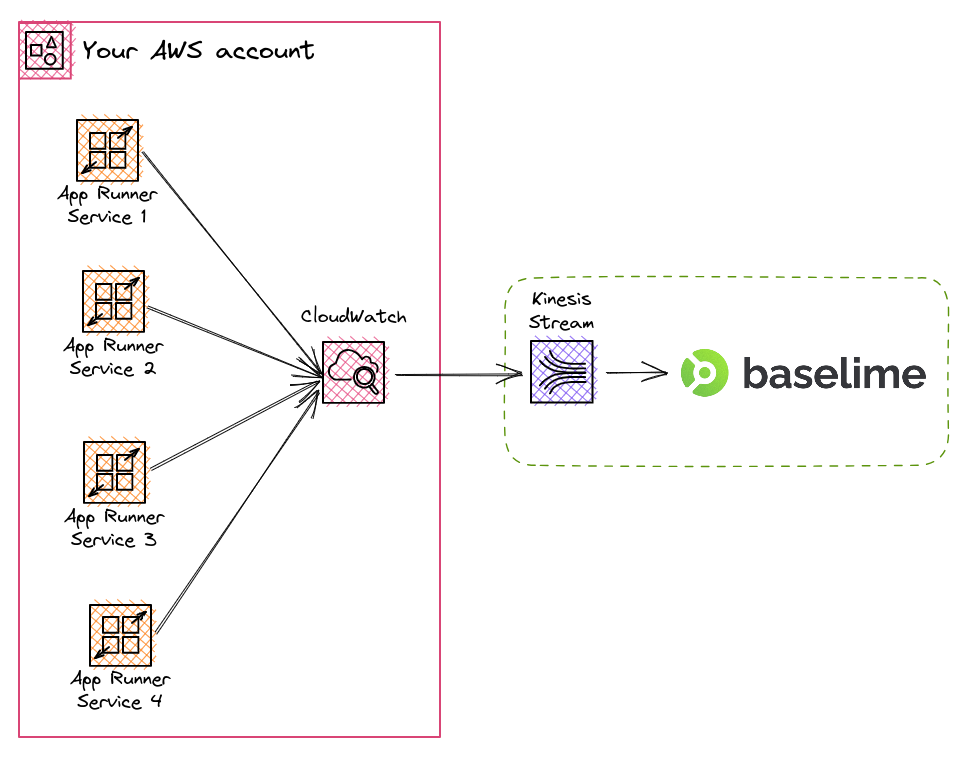 Your AWS account
App Runner
Service 1
App Runner
Service 2
CloudWatch
Kinesis
Stream
baselime
App Runner
Service 3
App Runner
Service 4